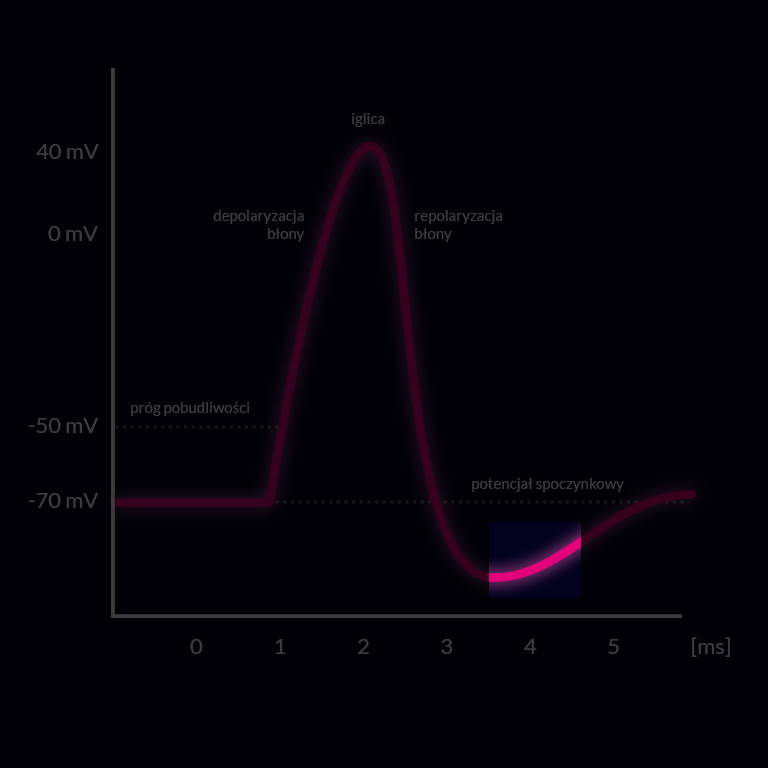 iglica
40 mV
depolaryzacja
błony
repolaryzacja
błony
0 mV
próg pobudliwości
-50 mV
potencjał spoczynkowy
-70 mV
0 1 2 3 4 5 [ms]